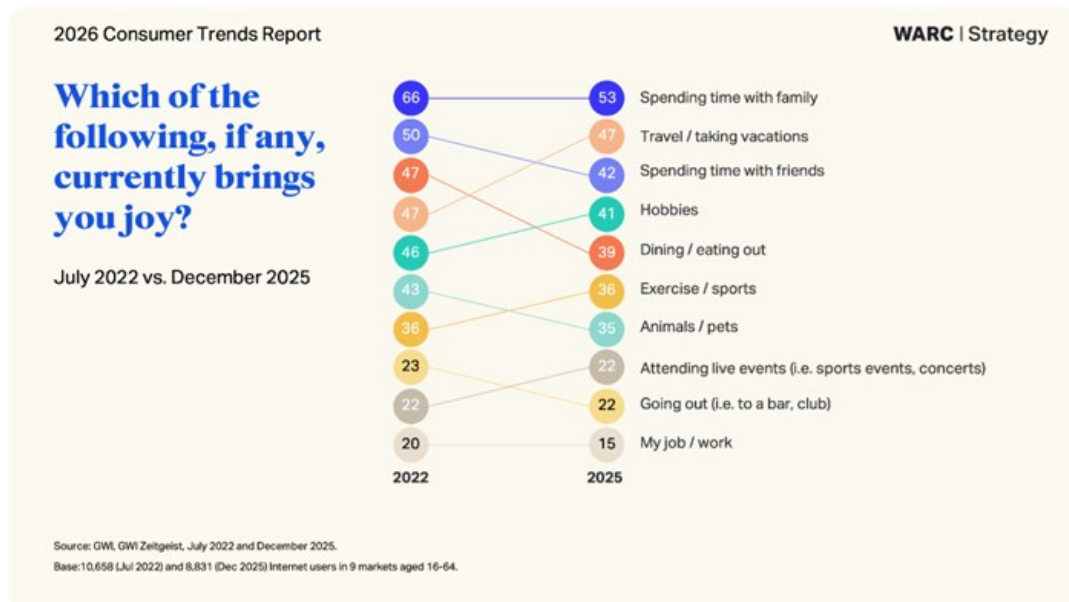 2026 Consumer Trends Report
WARC | Strategy
Which of the
following, if any,
currently brings
you joy?
July 2022 vs. December 2025
66 53 Spending time with family
50 47 Travel / taking vacations
47 42 Spending time with friends
47 41 Hobbies
46 39 Dining / eating out
43 36 Exercise / sports
36 35 Animals / pets
23 22 Attending live events (i.e. sports events, concerts)
22 22 Going out (i.e. to a bar, club)
20 15 My job / work
2022 2025
Source: GWI, GWI Zeitgeist, July 2022 and December 2025.
Base:10,658 (Jul 2022) and 8,831 (Dec 2025) Internet users in 9 markets aged 16-64.